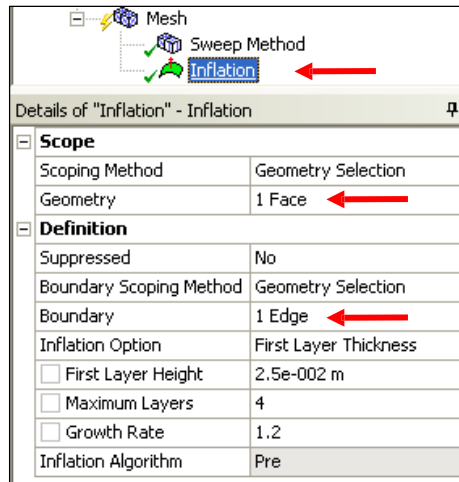 Mesh
Sweep Method
Inflation
Details of "Inflation" - Inflation
Scope
Scoping Method Geometry Selection
Geometry 1 Face
Definition
Suppressed No
Boundary Scoping Method Geometry Selection
Boundary 1 Edge
Inflation Option First Layer Thickness
First Layer Height 2.5e-002 m
Maximum Layers 4
Growth Rate 1.2
Inflation Algorithm Pre